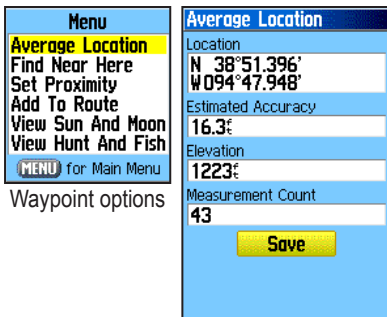 Menu
Average Location
Find Near Here
Set Proximity
Add To Route
View Sun And Moon
View Hunt And Fish
MENU for Main Menu
Waypoint options
Average Location
Location
N 38°51.396'
W094°47.948'
Estimated Accuracy
16.3ft
Elevation
1223ft
Measurement Count
43
Save